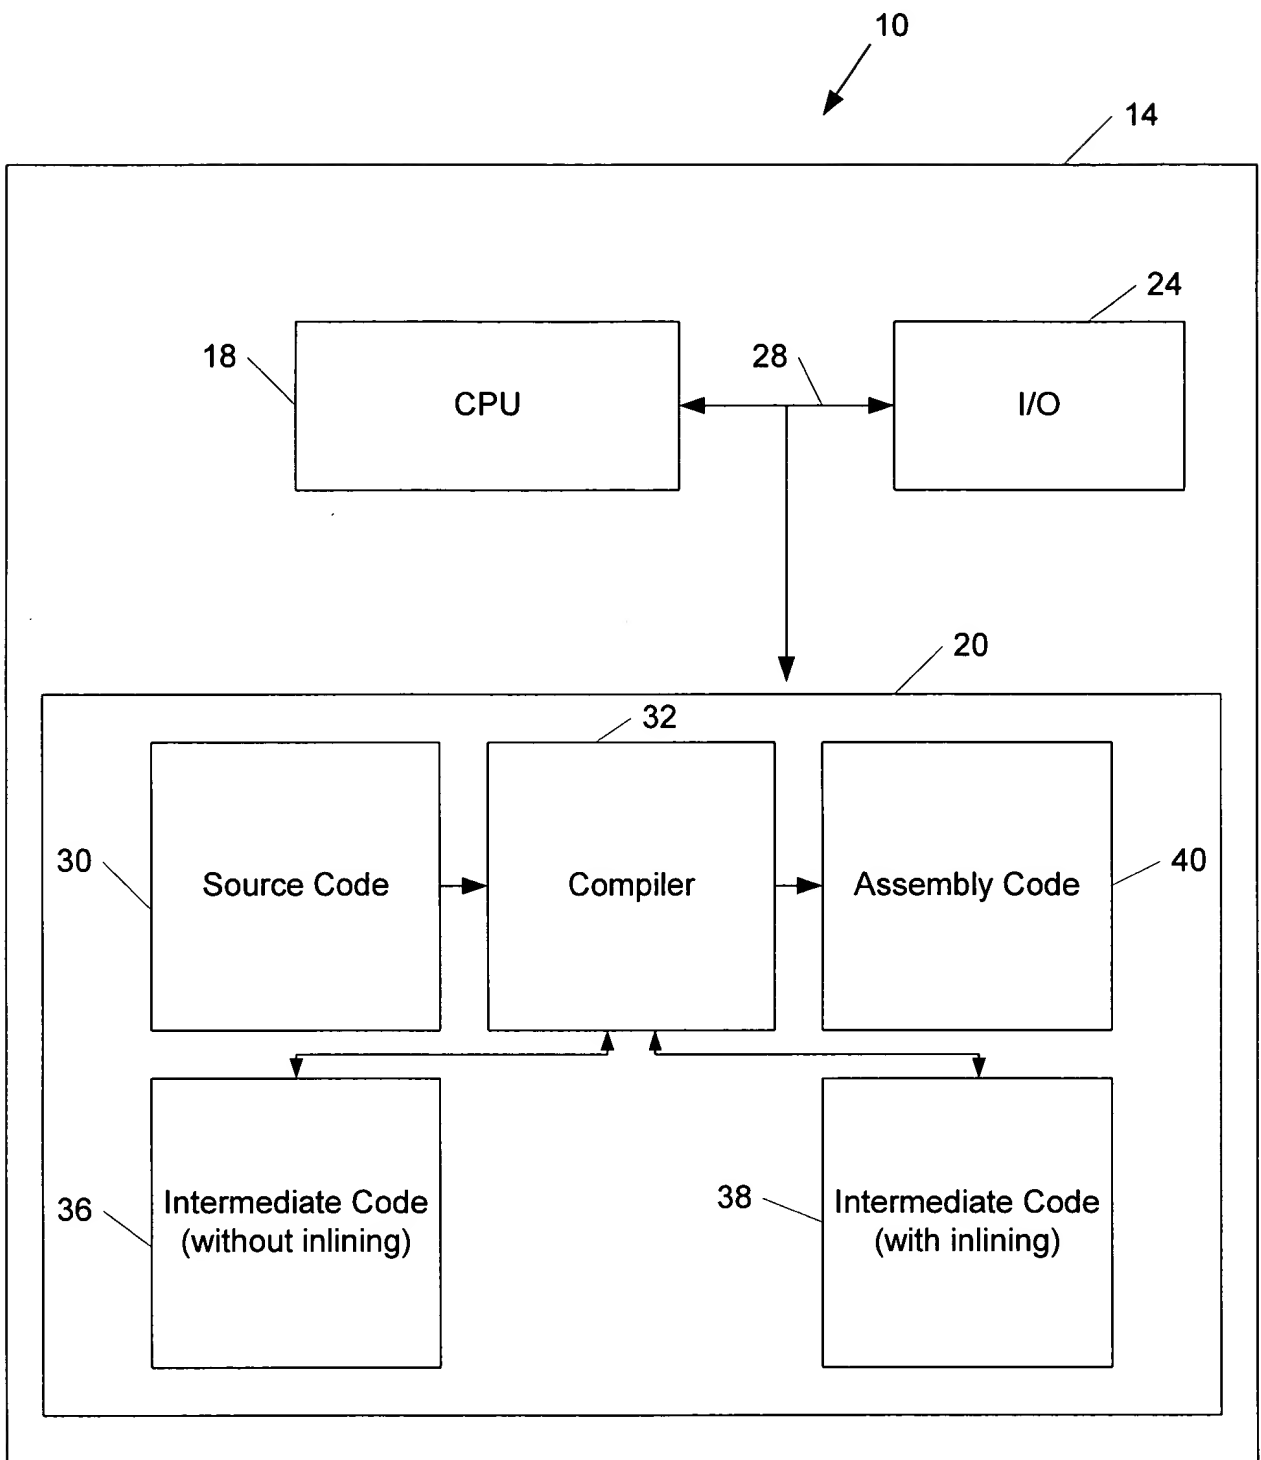 10
14
24
18
28
CPU
I/O
20
32
30
40
Source Code
Compiler
Assembly Code
36
38
Intermediate Code
(without inlining)
Intermediate Code
(with inlining)